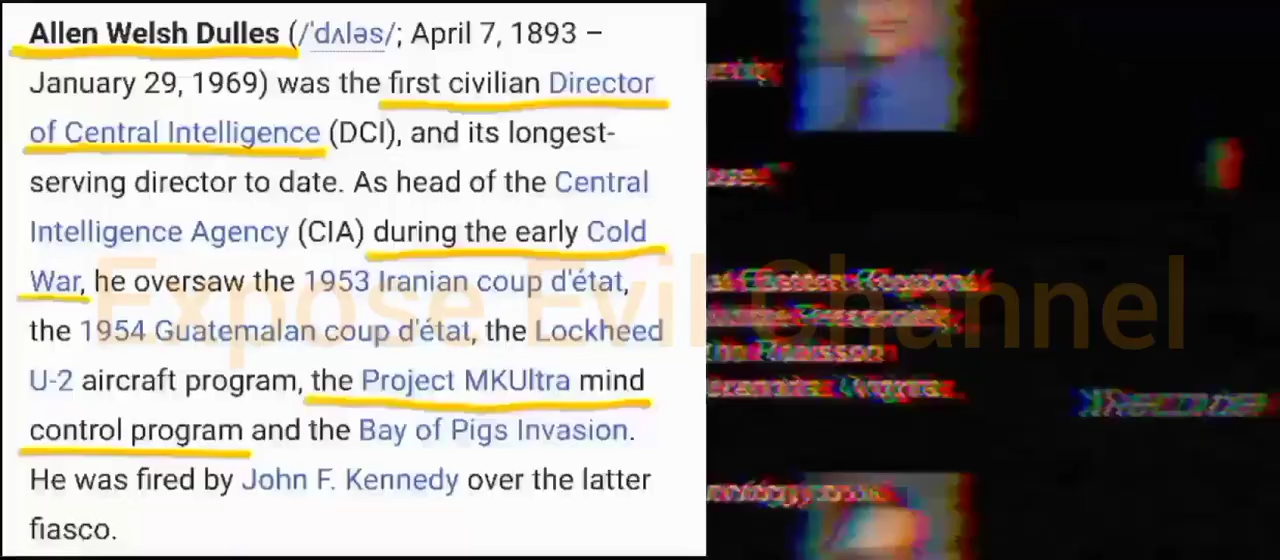 Allen Welsh Dulles (/ˈdʌləs/; April 7, 1893 –
January 29, 1969) was the first civilian Director
of Central Intelligence (DCI), and its longest-
serving director to date. As head of the Central
Intelligence Agency (CIA) during the early Cold
War, he oversaw the 1953 Iranian coup d'état,
the 1954 Guatemalan coup d'état, the Lockheed
U-2 aircraft program, the Project MKUltra mind
control program and the Bay of Pigs Invasion.
He was fired by John F. Kennedy over the latter
fiasco.
Expose Evil Channel